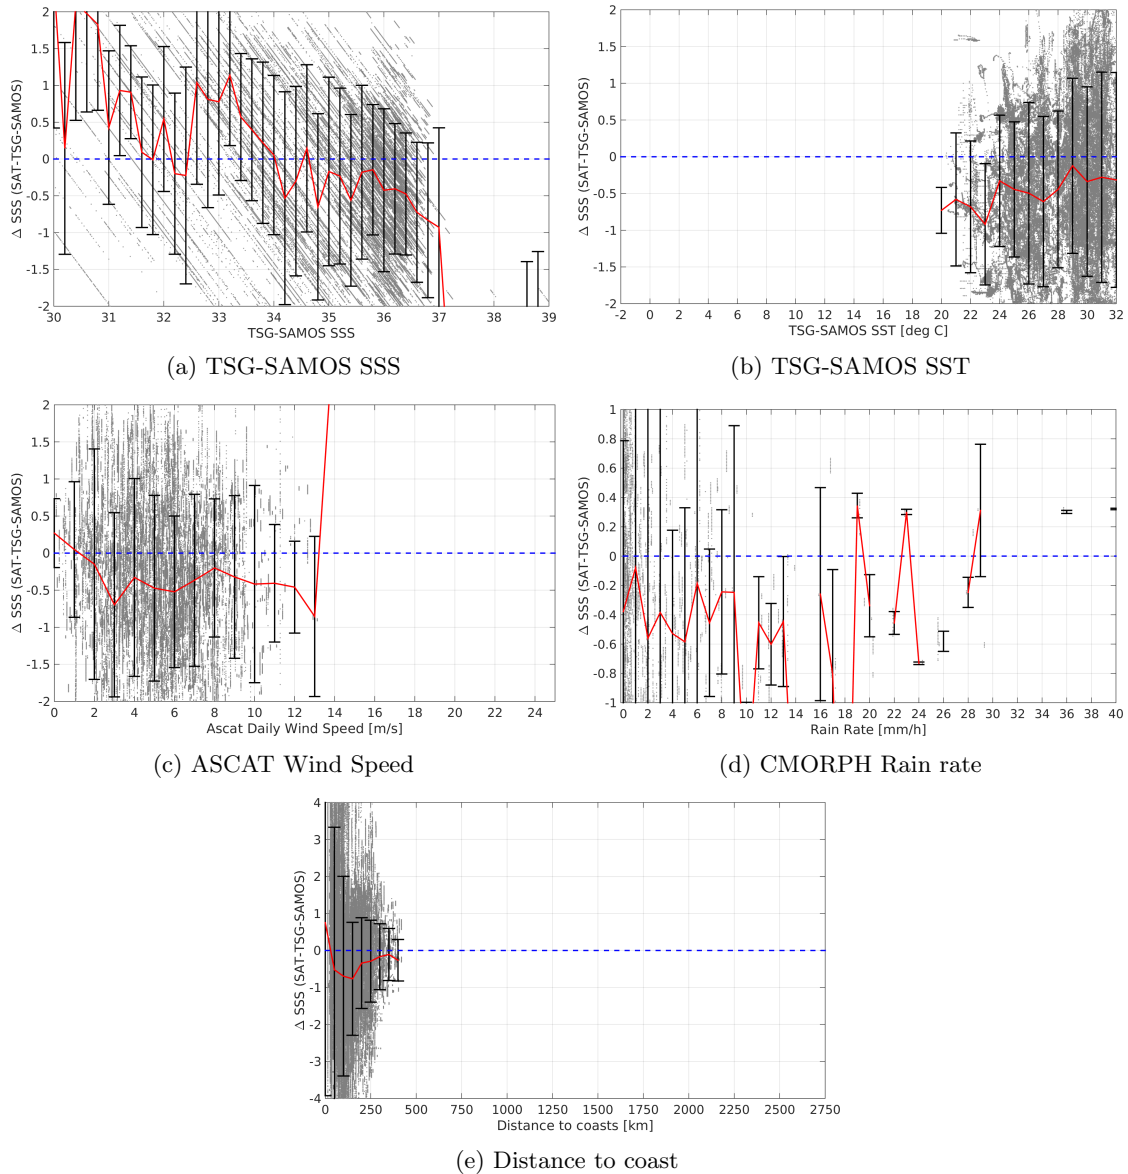 Δ SSS (SAT-TSG-SAMOS)
2
1.5
1
0.5
0
-0.5
-1
-1.5
-2
30 31 32 33 34 35 36 37 38 39
TSG-SAMOS SSS
(a) TSG-SAMOS SSS
Δ SSS (SAT-TSG-SAMOS)
2
1.5
1
0.5
0
-0.5
-1
-1.5
-2
-2 0 2 4 6 8 10 12 14 16 18 20 22 24 26 28 30 32
TSG-SAMOS SST [deg C]
(b) TSG-SAMOS SST
Δ SSS (SAT-TSG-SAMOS)
2
1.5
1
0.5
0
-0.5
-1
-1.5
-2
0 2 4 6 8 10 12 14 16 18 20 22 24
Ascat Daily Wind Speed [m/s]
(c) ASCAT Wind Speed
Δ SSS (SAT-TSG-SAMOS)
1
0.8
0.6
0.4
0.2
0
-0.2
-0.4
-0.6
-0.8
-1
0 2 4 6 8 10 12 14 16 18 20 22 24 26 28 30 32 34 36 38 40
Rain Rate [mm/h]
(d) CMORPH Rain rate
Δ SSS (SAT-TSG-SAMOS)
4
3
2
1
0
-1
-2
-3
-4
0 250 500 750 1000 1250 1500 1750 2000 2250 2500 2750
Distance to coasts [km]
(e) Distance to coast